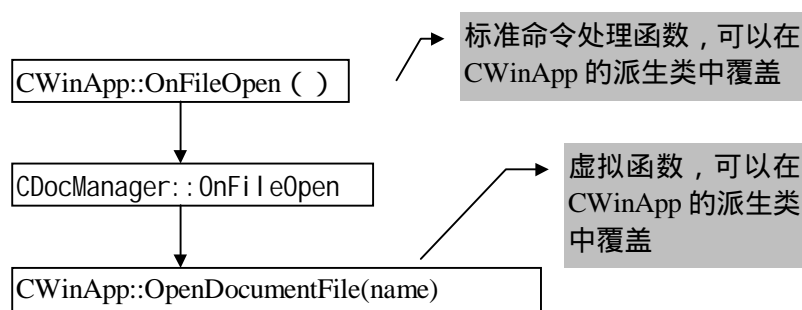 标准命令处理函数，可以在
CWinApp 的派生类中覆盖
CWinApp::OnFileOpen（ ）
CDocManager::OnFileOpen
虚拟函数，可以在
CWinApp 的派生类
中覆盖
CWinApp::OpenDocumentFile(name)